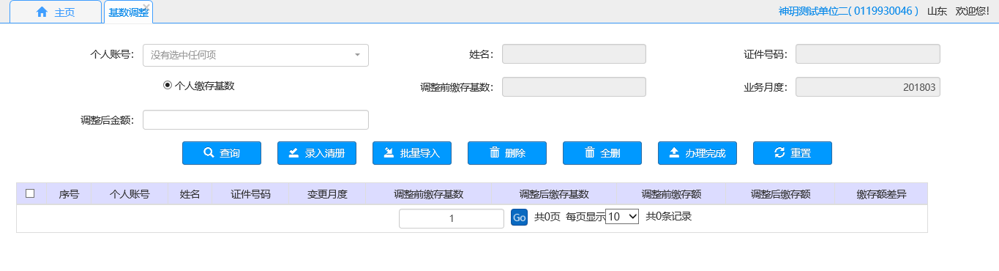 主页 基数调整 神玥测试单位二( 0119930046 ) 山东 欢迎您!
个人账号: 没有选中任何项 姓名: 证件号码:
个人缴存基数 调整前缴存基数: 业务月度: 201803
调整后金额:
查询 录入清册 批量导入 删除 全删 办理完成 重置
序号 个人账号 姓名 证件号码 变更月度 调整前缴存基数 调整后缴存基数 调整前缴存额 调整后缴存额 缴存额差异
1 Go 共0页 每页显示 10 共0条记录